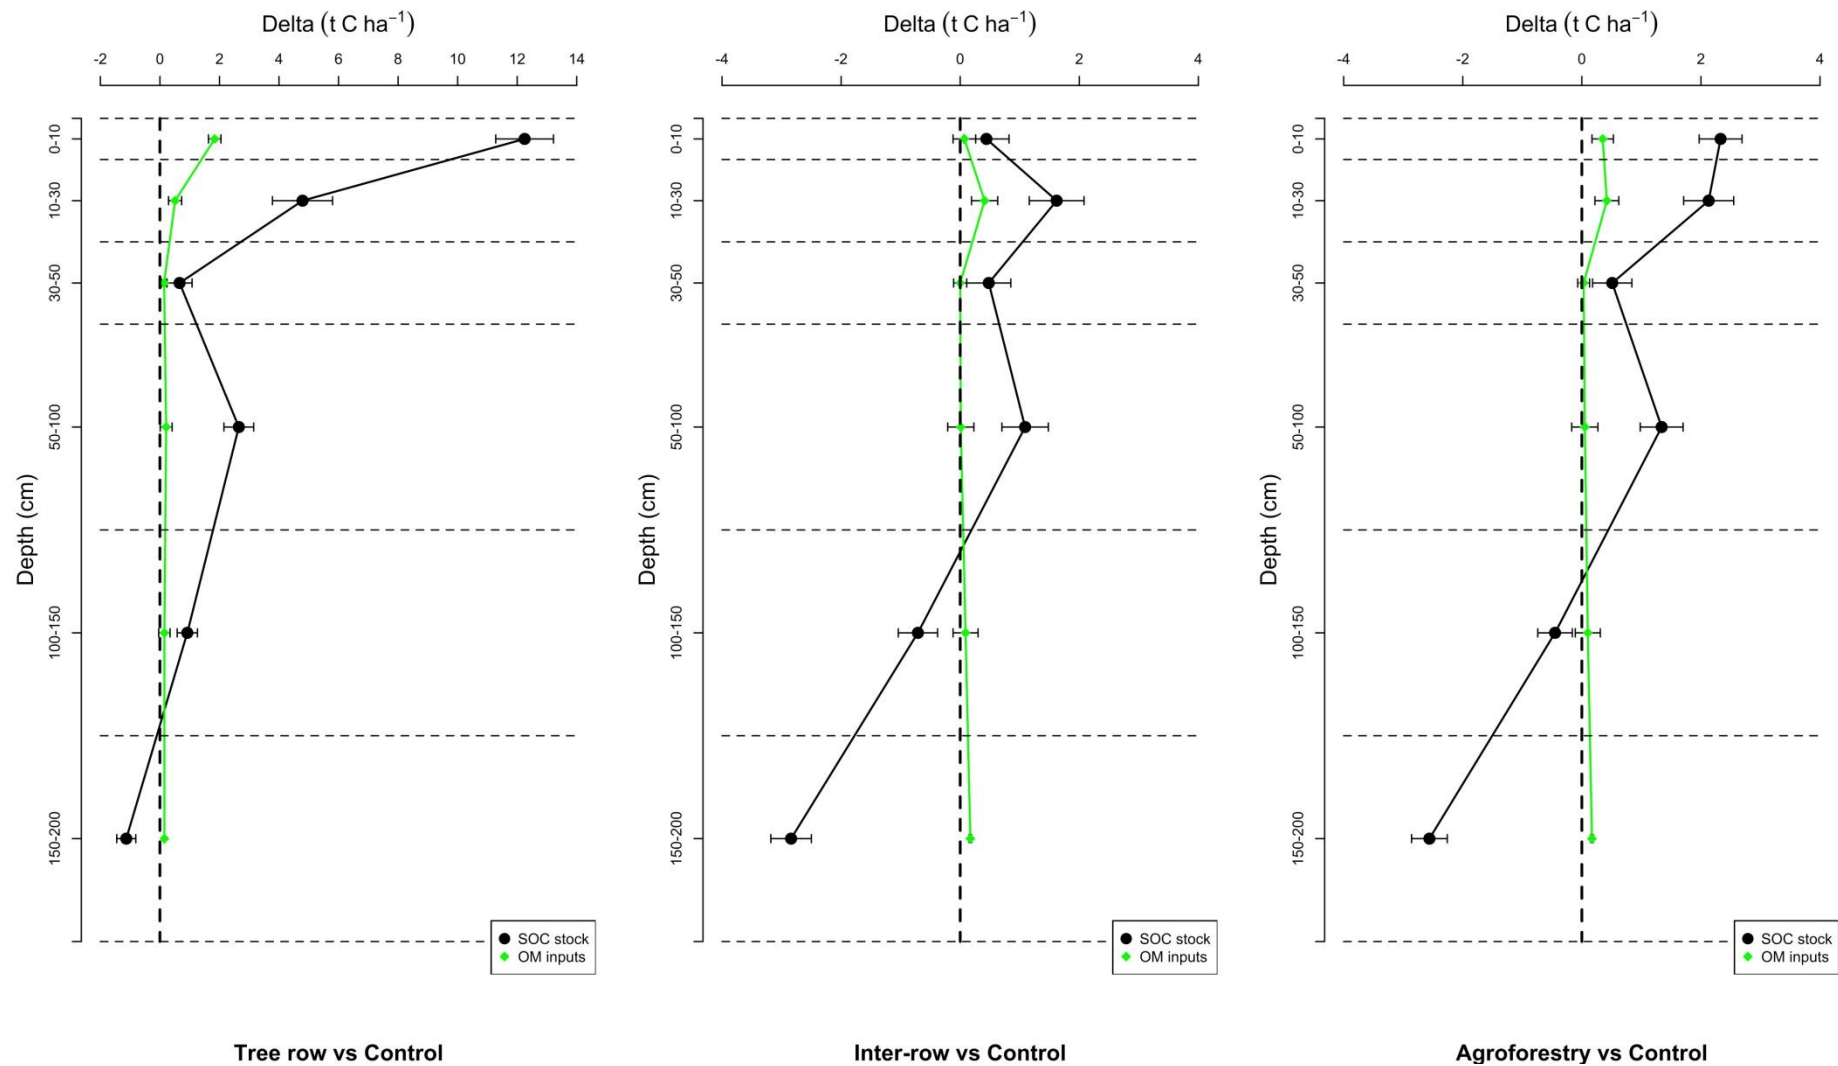 Delta (t C ha⁻¹)
-2 0 2 4 6 8 10 12 14
Depth (cm)
0-10
10-30
30-50
50-100
100-150
150-200
SOC stock
OM inputs
Tree row vs Control
Delta (t C ha⁻¹)
-4 -2 0 2 4
Depth (cm)
0-10
10-30
30-50
50-100
100-150
150-200
SOC stock
OM inputs
Inter-row vs Control
Delta (t C ha⁻¹)
-4 -2 0 2 4
Depth (cm)
0-10
10-30
30-50
50-100
100-150
150-200
SOC stock
OM inputs
Agroforestry vs Control